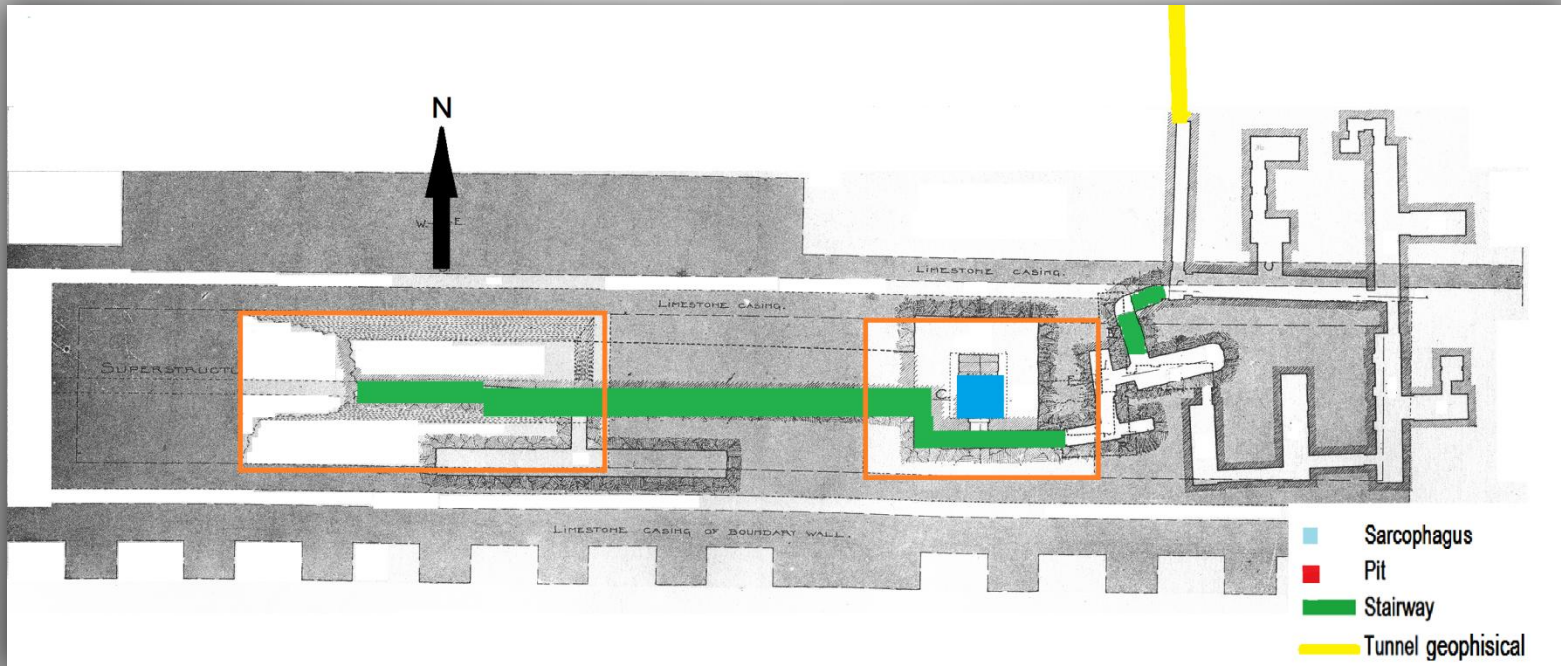 N
W-E
LIMESTONE CASING.
LIMESTONE CASING.
SUPERSTRUCTU
C
LIMESTONE CASING OF BOUNDARY WALL.
Sarcophagus
Pit
Stairway
Tunnel geophisical